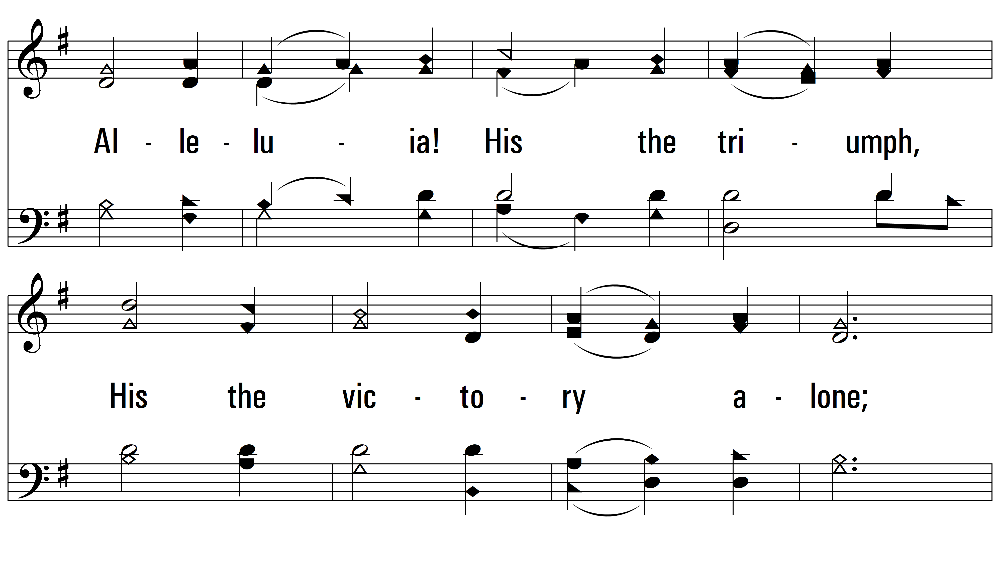 Al - le - lu - ia! His the tri - umph,
His the vic - to - ry a - lone;